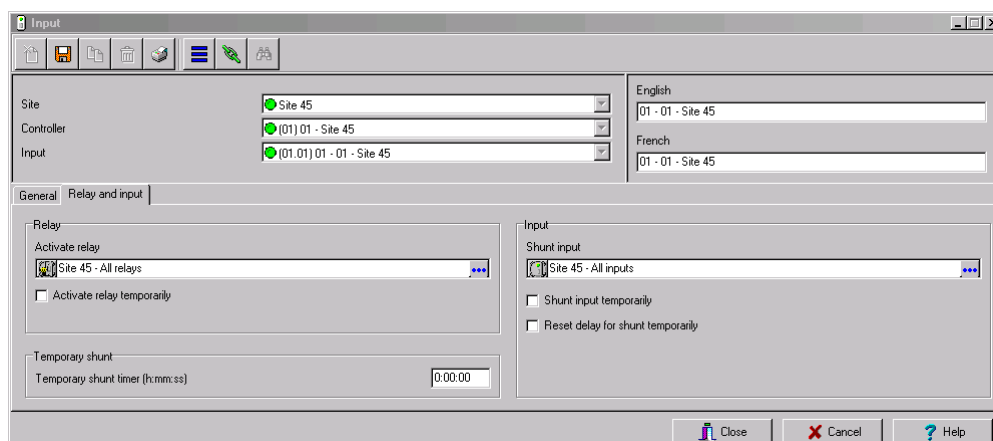 Input
Site
Site 45
Controller
(01) 01 - Site 45
Input
(01.01) 01 - 01 - Site 45
English
01 - 01 - Site 45
French
01 - 01 - Site 45
General
Relay and input
Relay
Activate relay
Site 45 - All relays
Activate relay temporarily
Temporary shunt
Temporary shunt timer (h:mm:ss)
0:00:00
Input
Shunt input
Site 45 - All inputs
Shunt input temporarily
Reset delay for shunt temporarily
Close
Cancel
Help